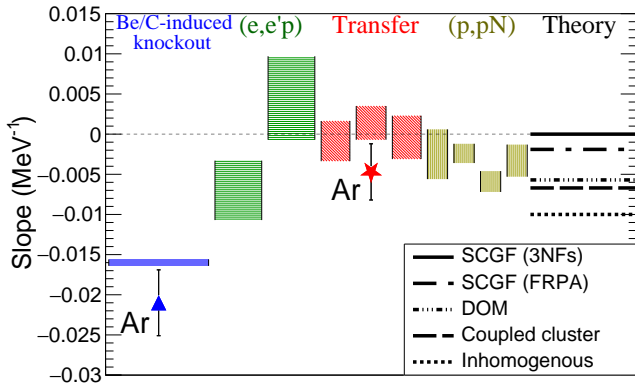 Be/C-induced
knockout
(e,e'p)
Transfer
(p,pN)
Theory
Slope (MeV⁻¹)
0.015
0.01
0.005
0
−0.005
−0.01
−0.015
−0.02
−0.025
−0.03
Ar
Ar
SCGF (3NFs)
SCGF (FRPA)
DOM
Coupled cluster
Inhomogenous